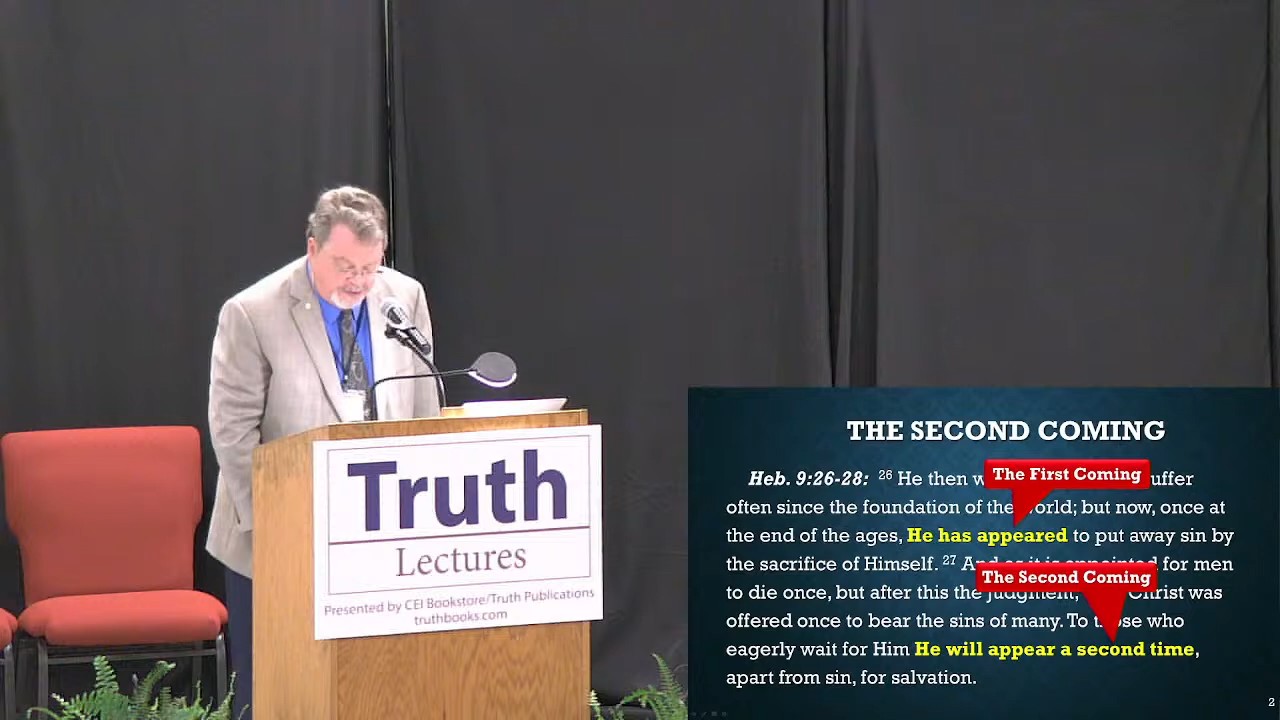 Truth
Lectures
Presented by CEI Bookstore/Truth Publications
truthbooks.com
THE SECOND COMING
Heb. 9:26-28: 26 He then
The First Coming
often since the foundation of the world; but now, once at
the end of the ages, He has appeared to put away sin by
the sacrifice of Himself. 27 for men
The Second Coming
to die once, but after this the judgment, Christ was
offered once to bear the sins of many. To those who
eagerly wait for Him He will appear a second time,
apart from sin, for salvation.
2